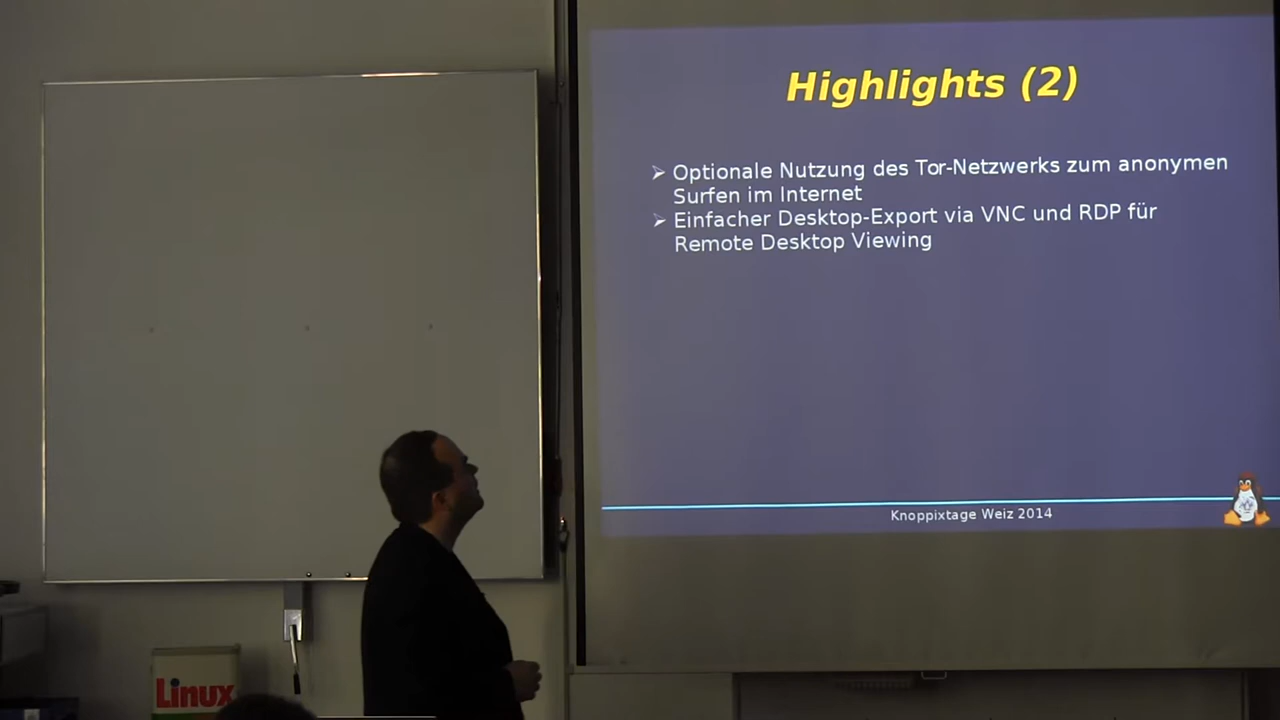 Highlights (2)
Optionale Nutzung des Tor-Netzwerks zum anonymen
Surfen im Internet
Einfacher Desktop-Export via VNC und RDP für
Remote Desktop Viewing
Knoppixtage Weiz 2014
Linux